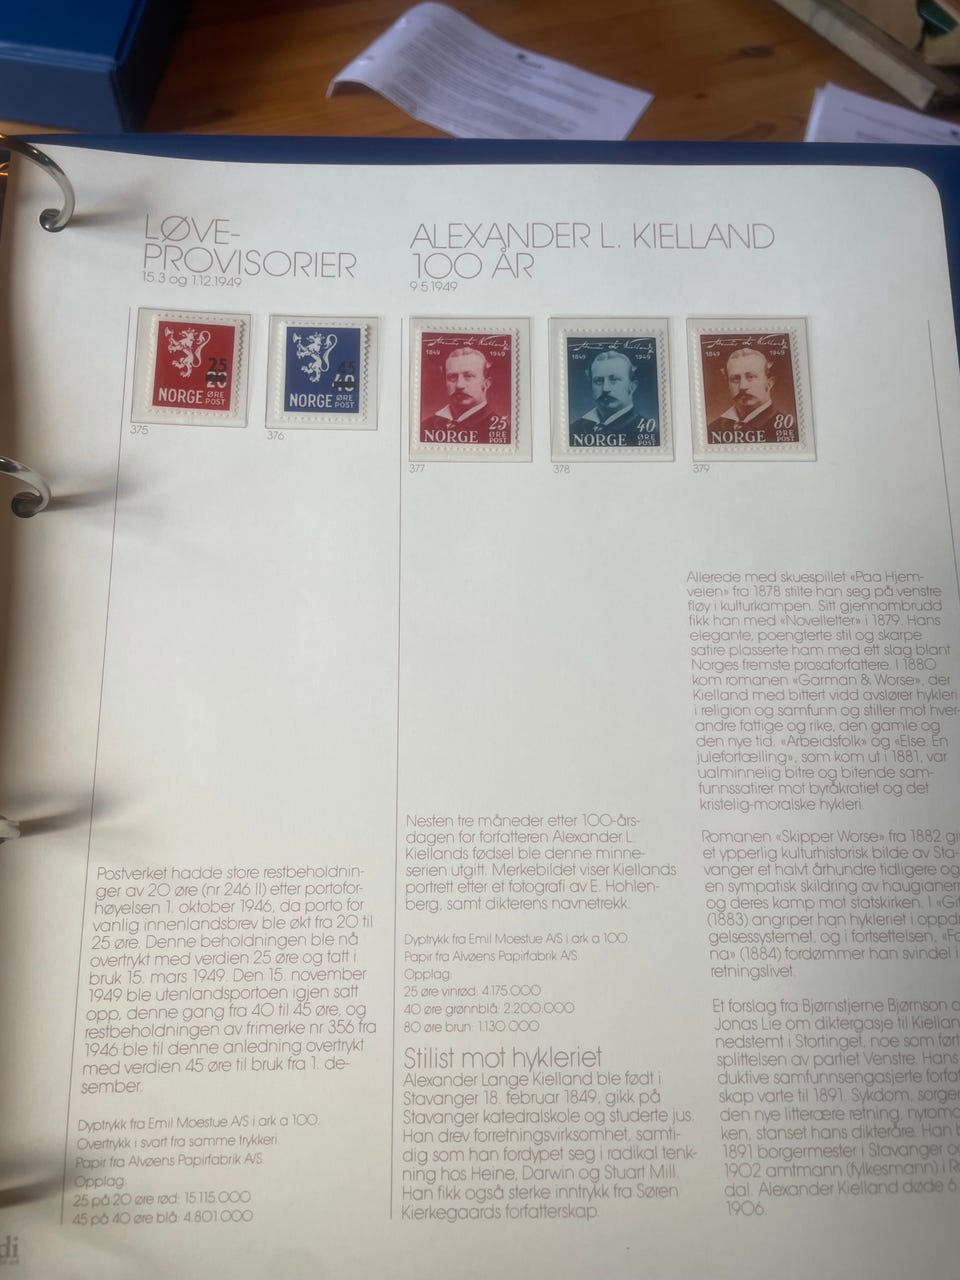 LØVE-
PROVISORIER
15.3 og 1.12.1949
25
20
NORGE ØRE
POST
375
45
40
NORGE ØRE
POST
376
ALEXANDER L. KIELLAND
100 ÅR
9.5.1949
1849 1949
25
NORGE ØRE
POST
377
1849 1949
40
NORGE ØRE
POST
378
1849 1949
80
NORGE ØRE
POST
379
Postverket hadde store restbeholdnin-
ger av 20 øre (nr 246 II) etter portofor-
høyelsen 1. oktober 1946, da porto for
vanlig innenlandsbrev ble økt fra 20 til
25 øre. Denne beholdningen ble nå
overtrykt med verdien 25 øre og tatt i
bruk 15. mars 1949. Den 15. november
1949 ble utenlandsportoen igjen satt
opp, denne gang fra 40 til 45 øre, og
restbeholdningen av frimerke nr 356 fra
1946 ble til denne anledning overtrykt
med verdien 45 øre til bruk fra 1. de-
sember.
Dyptrykk fra Emil Moestue A/S i ark a 100.
Overtrykk i svart fra samme trykkeri.
Papir fra Alvøens Papirfabrik A/S.
Opplag:
25 på 20 øre rød: 15.115.000
45 på 40 øre blå: 4.801.000
Nesten tre måneder etter 100-års-
dagen for forfatteren Alexander L.
Kiellands fødsel ble denne minne-
serien utgitt. Merkebildet viser Kiellands
portrett etter et fotografi av E. Hohlen-
berg, samt dikterens navnetrekk.
Dyptrykk fra Emil Moestue A/S i ark a 100.
Papir fra Alvøens Papirfabrik A/S.
Opplag:
25 øre vinrød: 4.175.000
40 øre grønnblå: 2.200.000
80 øre brun: 1.130.000
Stilist mot hykleriet
Alexander Lange Kielland ble født i
Stavanger 18. februar 1849, gikk på
Stavanger katedralskole og studerte jus.
Han drev forretningsvirksomhet, samti-
dig som han fordypet seg i radikal tenk-
ning hos Heine, Darwin og Stuart Mill.
Han fikk også sterke inntrykk fra Søren
Kierkegaards forfatterskap.
Allerede med skuespillet «Paa Hjem-
veien» fra 1878 stilte han seg på venstre
fløy i kulturkampen. Sitt gjennombrudd
fikk han med «Novelletter» i 1879. Hans
elegante, poengterte stil og skarpe
satire plasserte ham med ett slag blant
Norges fremste prosaforfattere. I 1880
kom romanen «Garman & Worse», der
Kielland med bittert vidd avslører hykleri
i religion og samfunn og stiller mot hver-
andre fattige og rike, den gamle og
den nye tid. «Arbeidsfolk» og «Else. En
julefortælling», som kom ut i 1881, var
ualminnelig bitre og bitende sam-
funnssatirer mot byråkratiet og det
kristelig-moralske hykleri.
Romanen «Skipper Worse» fra 1882 gi
et ypperlig kulturhistorisk bilde av Sta-
vanger et halvt århundre tidligere og
en sympatisk skildring av haugianern
og deres kamp mot statskirken. I «Gif
(1883) angriper han hykleriet i oppdr
gelsessystemet, og i fortsettelsen, «Fo
na» (1884) fordømmer han svindel i
retningslivet.
Et forslag fra Bjørnstjerne Bjørnson o
Jonas Lie om diktergasje til Kiellan
nedstemt i Stortinget, noe som ført
splittelsen av partiet Venstre. Hans
duktive samfunnsengasjerte forfat
skap varte til 1891. Sykdom, sorger
den nye litterære retning, nyroma
ken, stanset hans dikteråre. Han b
1891 borgermester i Stavanger o
1902 amtmann (fylkesmann) i R
dal. Alexander Kielland døde 6.
1906.
di